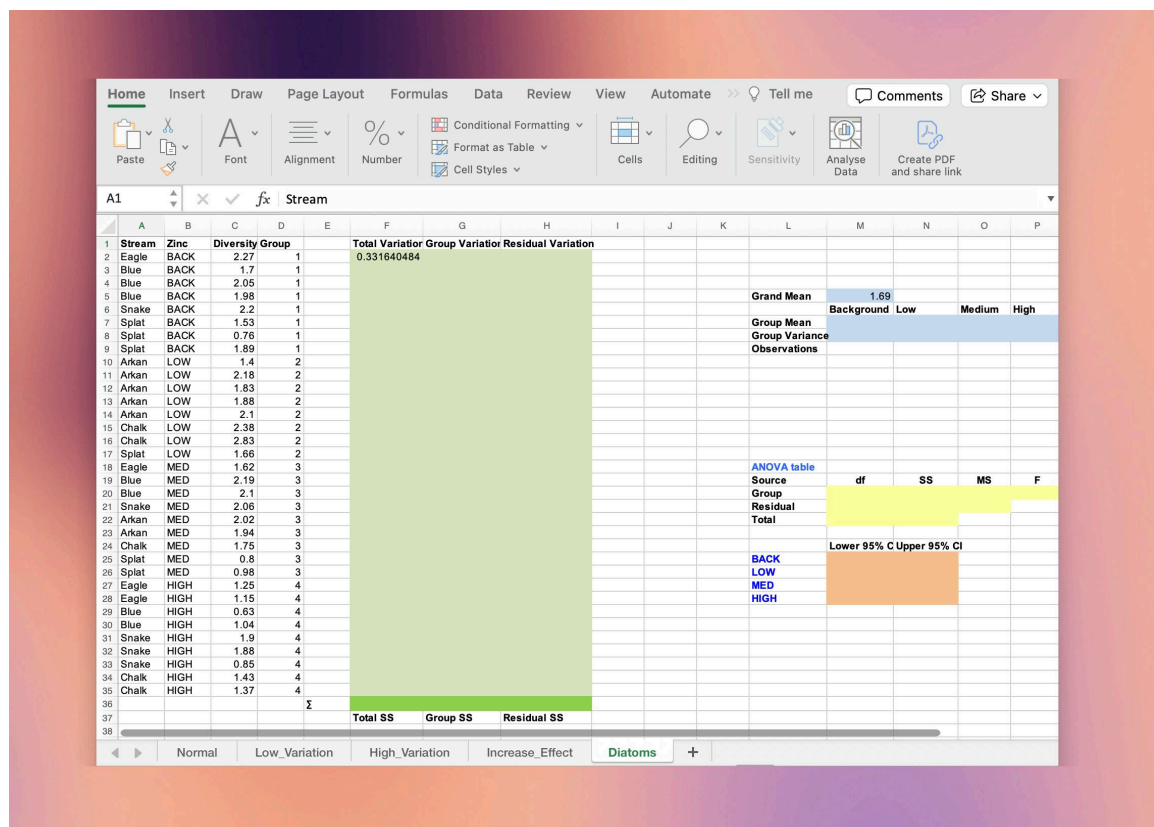 Home Insert Draw Page Layout Formulas Data Review View Automate >> Tell me Comments Share
Conditional Formatting
Format as Table
Cell Styles
Paste Font Alignment Number Cells Editing Sensitivity Analyse Data Create PDF and share link
A1 fx Stream
A B C D E F G H I J K L M N O P
1 Stream Zinc Diversity Group Total Variation Group Variation Residual Variation
2 Eagle BACK 2.27 1 0.331640484
3 Blue BACK 1.7 1
4 Blue BACK 2.05 1
5 Blue BACK 1.98 1 Grand Mean 1.69
6 Snake BACK 2.2 1 Background Low Medium High
7 Splat BACK 1.53 1 Group Mean
8 Splat BACK 0.76 1 Group Variance
9 Splat BACK 1.89 1 Observations
10 Arkan LOW 1.4 2
11 Arkan LOW 2.18 2
12 Arkan LOW 1.83 2
13 Arkan LOW 1.88 2
14 Arkan LOW 2.1 2
15 Chalk LOW 2.38 2
16 Chalk LOW 2.83 2
17 Splat LOW 1.66 2
18 Eagle MED 1.62 3 ANOVA table
19 Blue MED 2.19 3 Source df SS MS F
20 Blue MED 2.1 3 Group
21 Snake MED 2.06 3 Residual
22 Arkan MED 2.02 3 Total
23 Arkan MED 1.94 3
24 Chalk MED 1.75 3 Lower 95% C Upper 95% CI
25 Splat MED 0.8 3 BACK
26 Splat MED 0.98 3 LOW
27 Eagle HIGH 1.25 4 MED
28 Eagle HIGH 1.15 4 HIGH
29 Blue HIGH 0.63 4
30 Blue HIGH 1.04 4
31 Snake HIGH 1.9 4
32 Snake HIGH 1.88 4
33 Snake HIGH 0.85 4
34 Chalk HIGH 1.43 4
35 Chalk HIGH 1.37 4
36 Σ
37 Total SS Group SS Residual SS
38
Normal Low_Variation High_Variation Increase_Effect Diatoms +